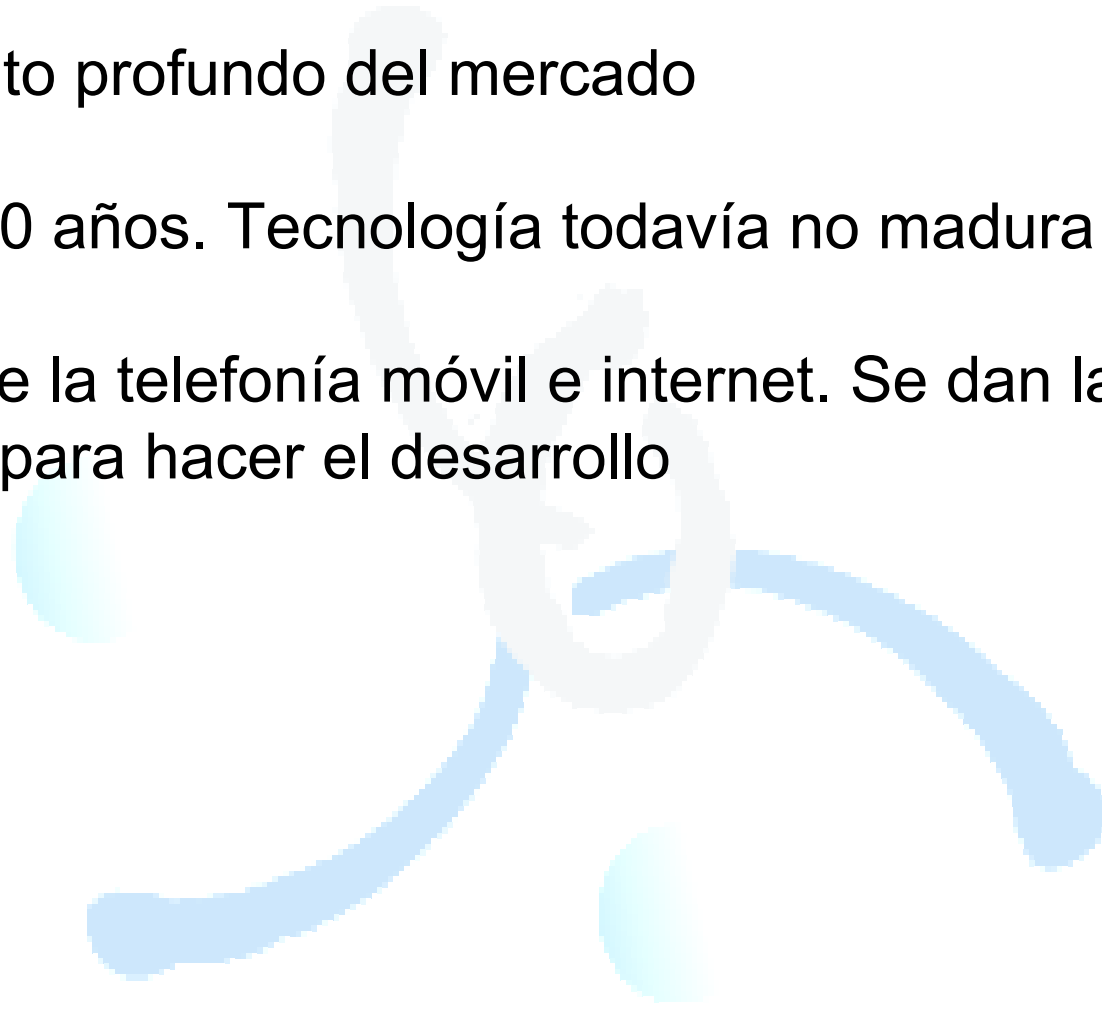 to profundo del mercado
0 años. Tecnología todavía no madura
e la telefonía móvil e internet. Se dan la
para hacer el desarrollo